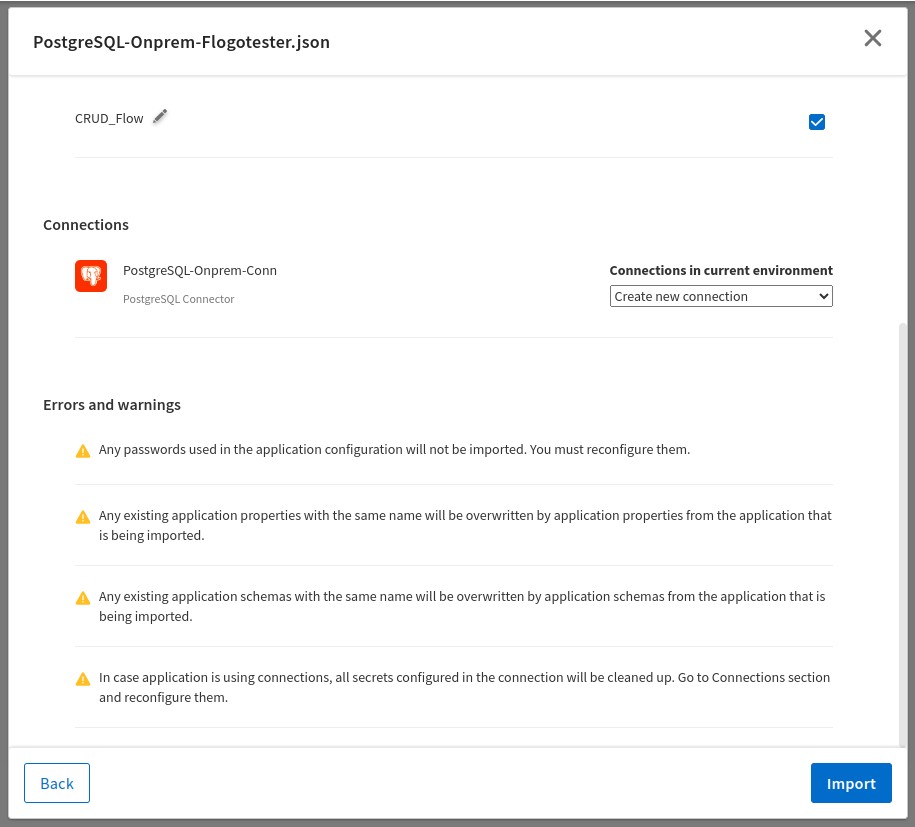 PostgreSQL-Onprem-Flogotester.json
CRUD_Flow
Connections
PostgreSQL-Onprem-Conn
PostgreSQL Connector
Connections in current environment
Create new connection
Errors and warnings
Any passwords used in the application configuration will not be imported. You must reconfigure them.
Any existing application properties with the same name will be overwritten by application properties from the application that
is being imported.
Any existing application schemas with the same name will be overwritten by application schemas from the application that is
being imported.
In case application is using connections, all secrets configured in the connection will be cleaned up. Go to Connections section
and reconfigure them.
Back
Import